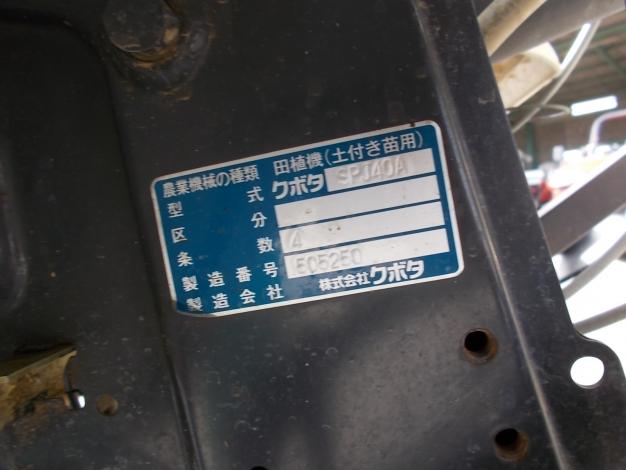 農業機械の種類 田植機(土付き苗用)
型式 クボタ SPJ40A
区分
条数 4
製造番号 505250
製造会社 株式会社クボタ